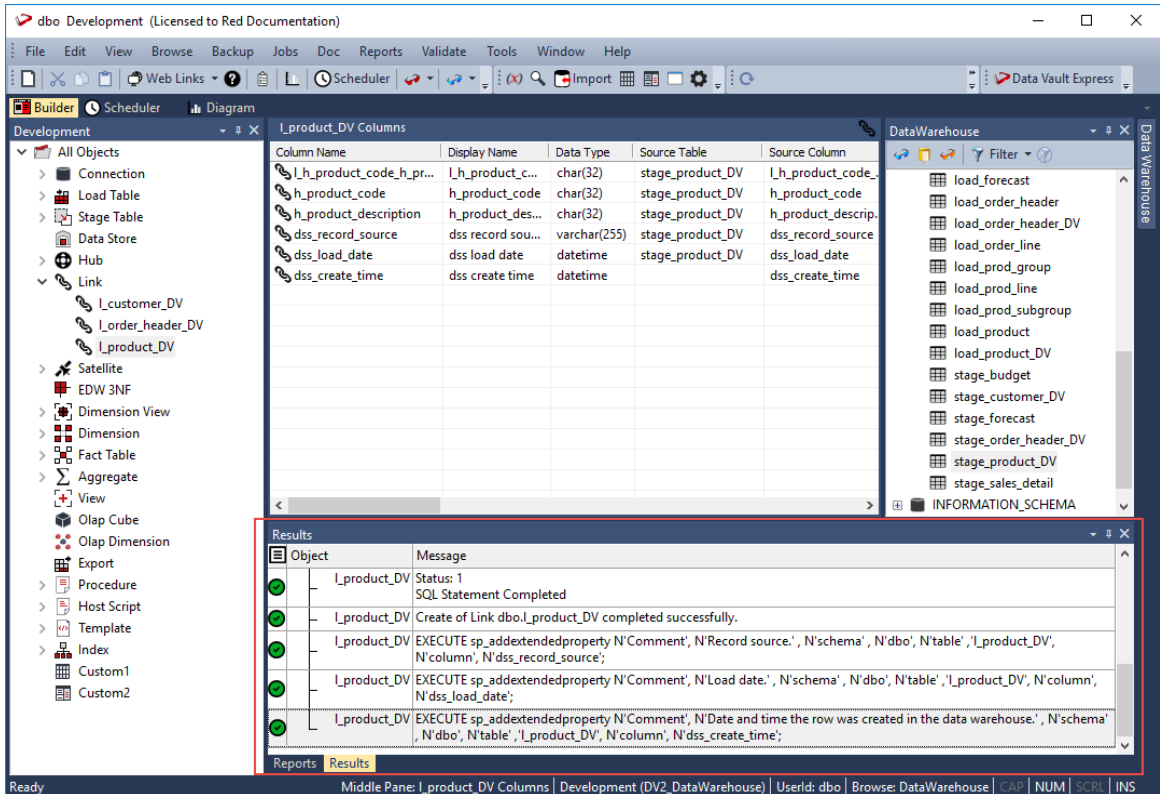 dbo Development (Licensed to Red Documentation)
File Edit View Browse Backup Jobs Doc Reports Validate Tools Window Help
Web Links Scheduler (x) Import Data Vault Express
Builder Scheduler Diagram
Development
All Objects
Connection
Load Table
Stage Table
Data Store
Hub
Link
l_customer_DV
l_order_header_DV
l_product_DV
Satellite
EDW 3NF
Dimension View
Dimension
Fact Table
Aggregate
View
Olap Cube
Olap Dimension
Export
Procedure
Host Script
Template
Index
Custom1
Custom2
l_product_DV Columns
Column Name Display Name Data Type Source Table Source Column
l_h_product_code_h_pr... l_h_product_c... char(32) stage_product_DV l_h_product_code_.
h_product_code h_product_code char(32) stage_product_DV h_product_code
h_product_description h_product_des... char(32) stage_product_DV h_product_descrip.
dss_record_source dss record sou... varchar(255) stage_product_DV dss_record_source
dss_load_date dss load date datetime stage_product_DV dss_load_date
dss_create_time dss create time datetime dss_create_time
DataWarehouse
Filter
load_forecast
load_order_header
load_order_header_DV
load_order_line
load_prod_group
load_prod_line
load_prod_subgroup
load_product
load_product_DV
stage_budget
stage_customer_DV
stage_forecast
stage_order_header_DV
stage_product_DV
stage_sales_detail
INFORMATION_SCHEMA
Data Warehouse
Results
Object Message
l_product_DV Status: 1
SQL Statement Completed
l_product_DV Create of Link dbo.l_product_DV completed successfully.
l_product_DV EXECUTE sp_addextendedproperty N'Comment', N'Record source.' , N'schema' , N'dbo', N'table' ,'l_product_DV',
N'column', N'dss_record_source';
l_product_DV EXECUTE sp_addextendedproperty N'Comment', N'Load date.' , N'schema' , N'dbo', N'table' ,'l_product_DV', N'column',
N'dss_load_date';
l_product_DV EXECUTE sp_addextendedproperty N'Comment', N'Date and time the row was created in the data warehouse.' , N'schema'
, N'dbo', N'table' ,'l_product_DV', N'column', N'dss_create_time';
Reports Results
Ready Middle Pane: l_product_DV Columns Development (DV2_DataWarehouse) UserId: dbo Browse: DataWarehouse CAP NUM SCRL INS